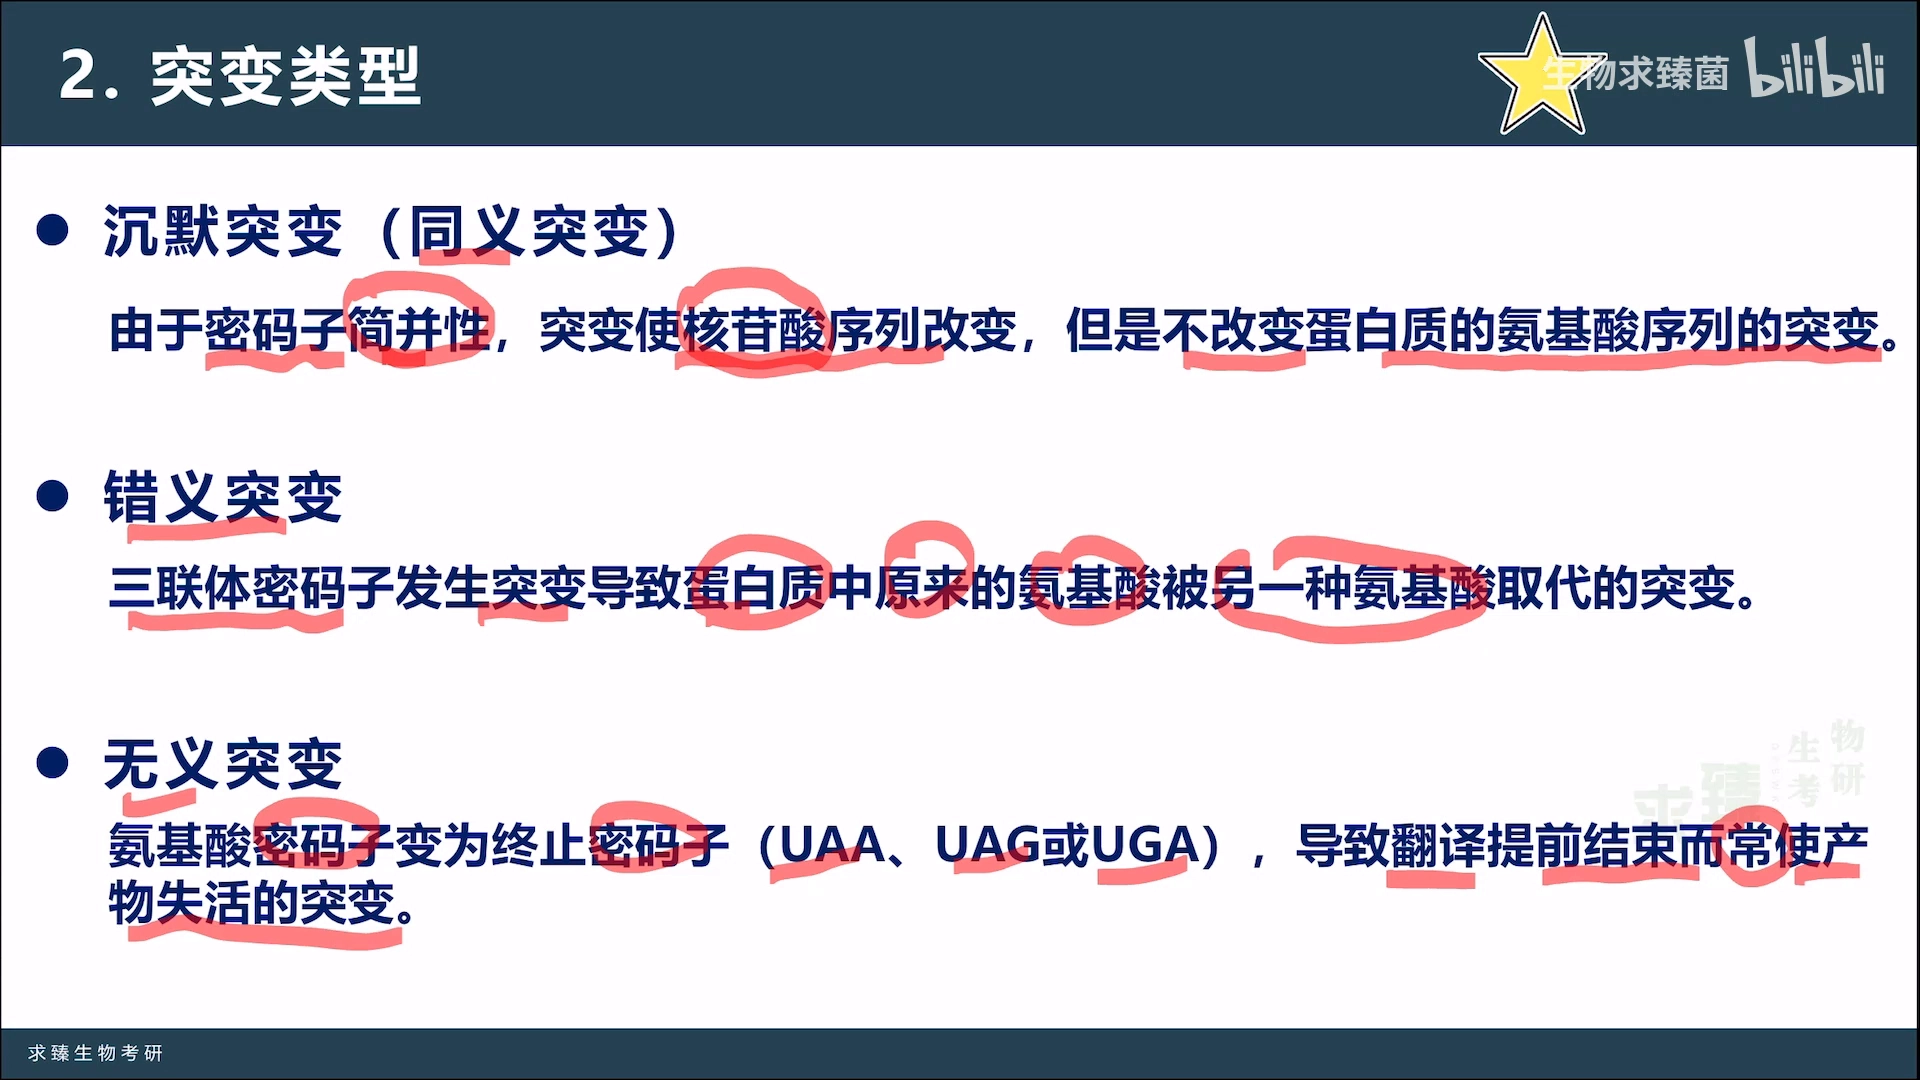 2. 突变类型
生物求臻菌 bilibili
沉默突变（同义突变）
由于密码子简并性，突变使核苷酸序列改变，但是不改变蛋白质的氨基酸序列的突变。
错义突变
三联体密码子发生突变导致蛋白质中原来的氨基酸被另一种氨基酸取代的突变。
无义突变
氨基酸密码子变为终止密码子（UAA、UAG或UGA），导致翻译提前结束而常使产
物失活的突变。
求臻
生物
考研
求臻生物考研